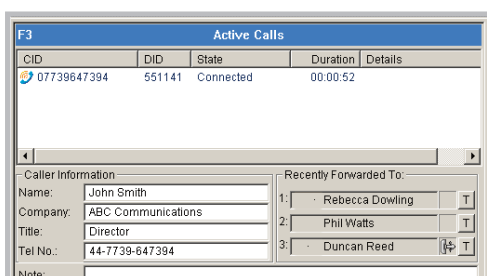 F3 Active Calls
CID DID State Duration Details
07739647394 551141 Connected 00:00:52
Caller Information
Name: John Smith
Company: ABC Communications
Title: Director
Tel No.: 44-7739-647394
Note:
Recently Forwarded To:
1: · Rebecca Dowling T
2: Phil Watts T
3: · Duncan Reed T